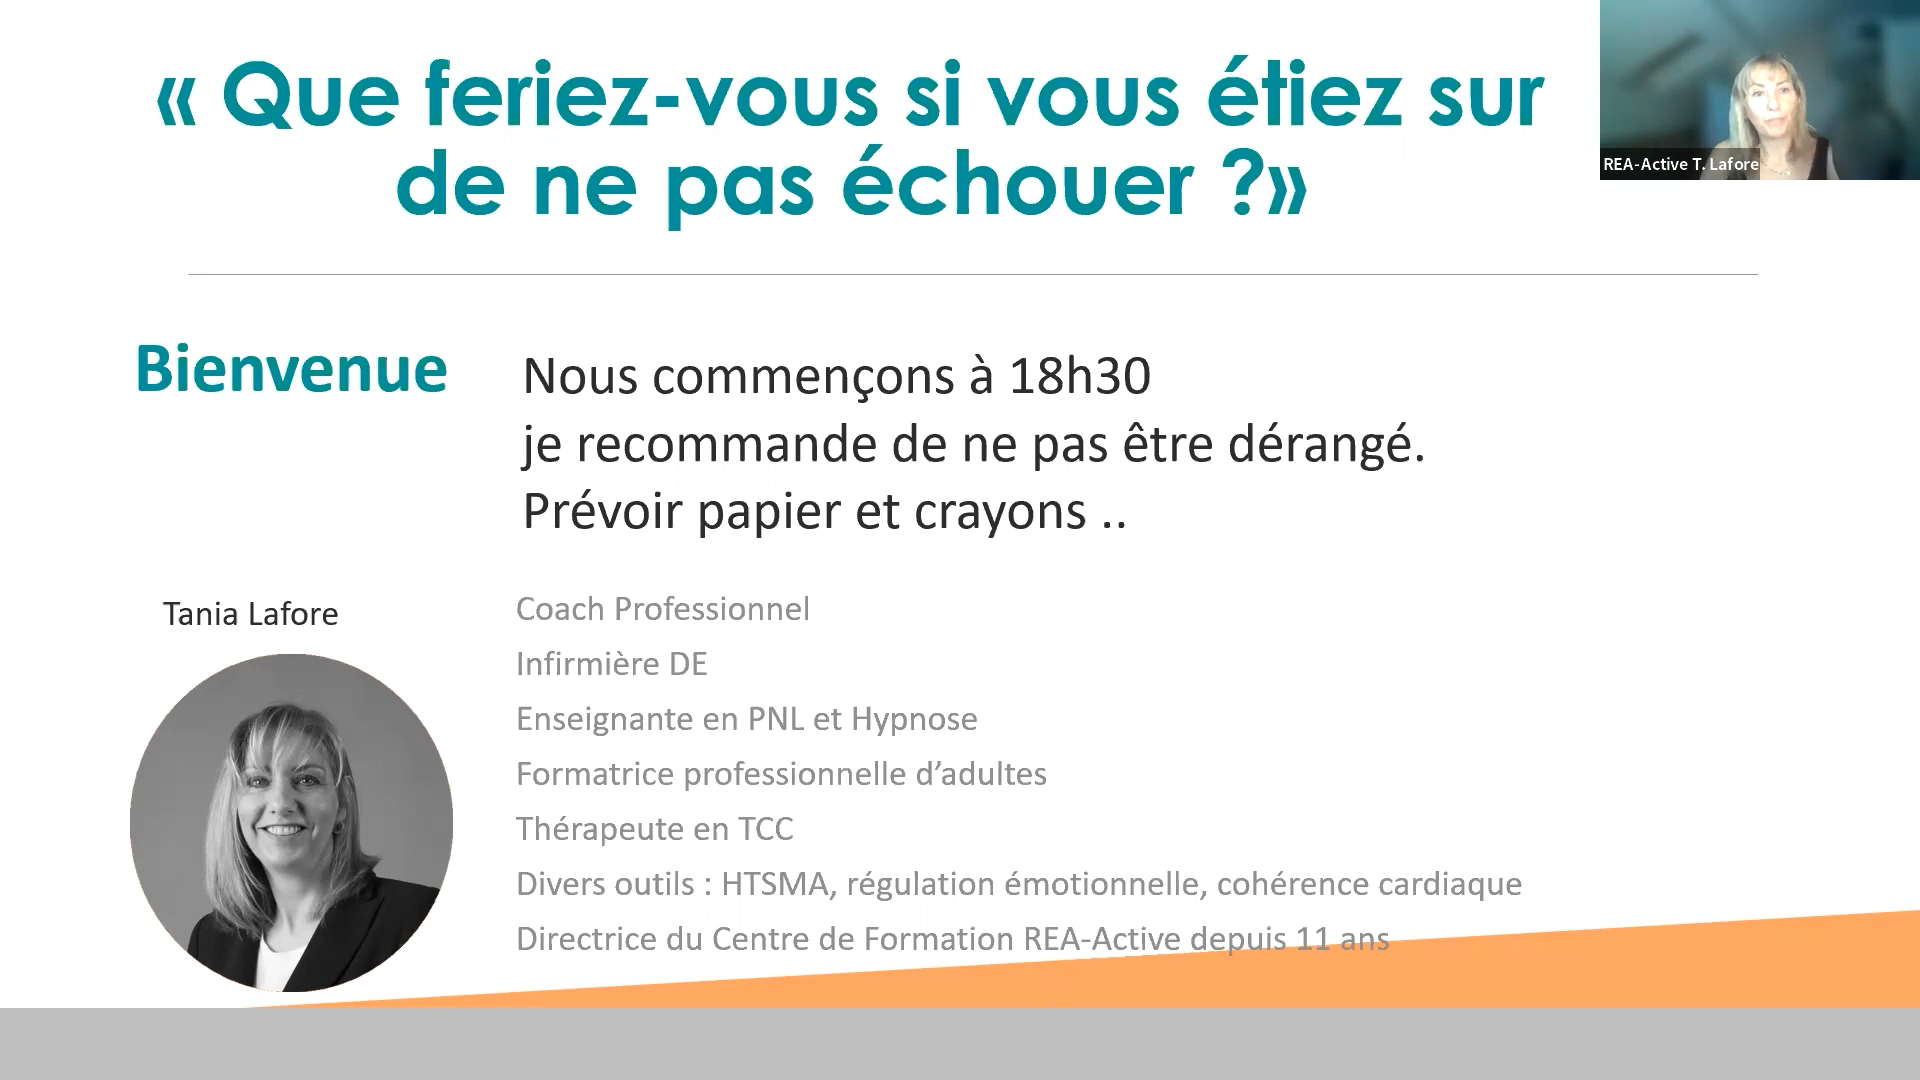 « Que feriez-vous si vous étiez sur
de ne pas échouer ?»
REA-Active T. Lafore
Bienvenue
Nous commençons à 18h30
je recommande de ne pas être dérangé.
Prévoir papier et crayons ..
Tania Lafore
Coach Professionnel
Infirmière DE
Enseignante en PNL et Hypnose
Formatrice professionnelle d’adultes
Thérapeute en TCC
Divers outils : HTSMA, régulation émotionnelle, cohérence cardiaque
Directrice du Centre de Formation REA-Active depuis 11 ans